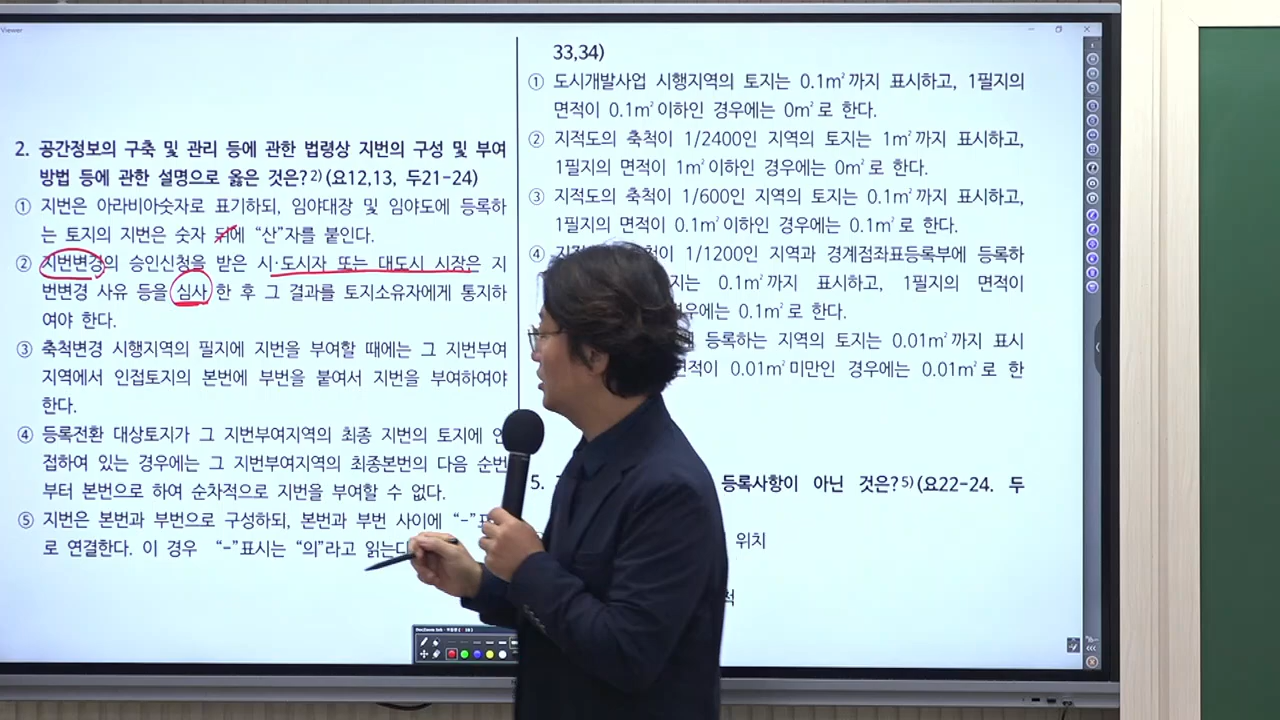 Viewer
2. 공간정보의 구축 및 관리 등에 관한 법령상 지번의 구성 및 부여
방법 등에 관한 설명으로 옳은 것은?2)(요12,13, 두21-24)
① 지번은 아라비아숫자로 표기하되, 임야대장 및 임야도에 등록하
는 토지의 지번은 숫자 뒤에 “산”자를 붙인다.
② 지번변경의 승인신청을 받은 시·도지사 또는 대도시 시장은 지
번변경 사유 등을 심사 한 후 그 결과를 토지소유자에게 통지하
여야 한다.
③ 축척변경 시행지역의 필지에 지번을 부여할 때에는 그 지번부여
지역에서 인접토지의 본번에 부번을 붙여서 지번을 부여하여야
한다.
④ 등록전환 대상토지가 그 지번부여지역의 최종 지번의 토지에 인
접하여 있는 경우에는 그 지번부여지역의 최종본번의 다음 순번
부터 본번으로 하여 순차적으로 지번을 부여할 수 없다.
⑤ 지번은 본번과 부번으로 구성하되, 본번과 부번 사이에 “-”표
로 연결한다. 이 경우 “-”표시는 “의”라고 읽는다
33,34)
① 도시개발사업 시행지역의 토지는 0.1㎡까지 표시하고, 1필지의
면적이 0.1㎡이하인 경우에는 0㎡로 한다.
② 지적도의 축척이 1/2400인 지역의 토지는 1㎡까지 표시하고,
1필지의 면적이 1㎡이하인 경우에는 0㎡로 한다.
③ 지적도의 축척이 1/600인 지역의 토지는 0.1㎡까지 표시하고,
1필지의 면적이 0.1㎡이하인 경우에는 0.1㎡로 한다.
④ 축척이 1/1200인 지역과 경계점좌표등록부에 등록하
지는 0.1㎡까지 표시하고, 1필지의 면적이
우에는 0.1㎡로 한다.
등록하는 지역의 토지는 0.01㎡까지 표시
면적이 0.01㎡미만인 경우에는 0.01㎡로 한
5. 등록사항이 아닌 것은?5)(요22-24. 두
위치
척